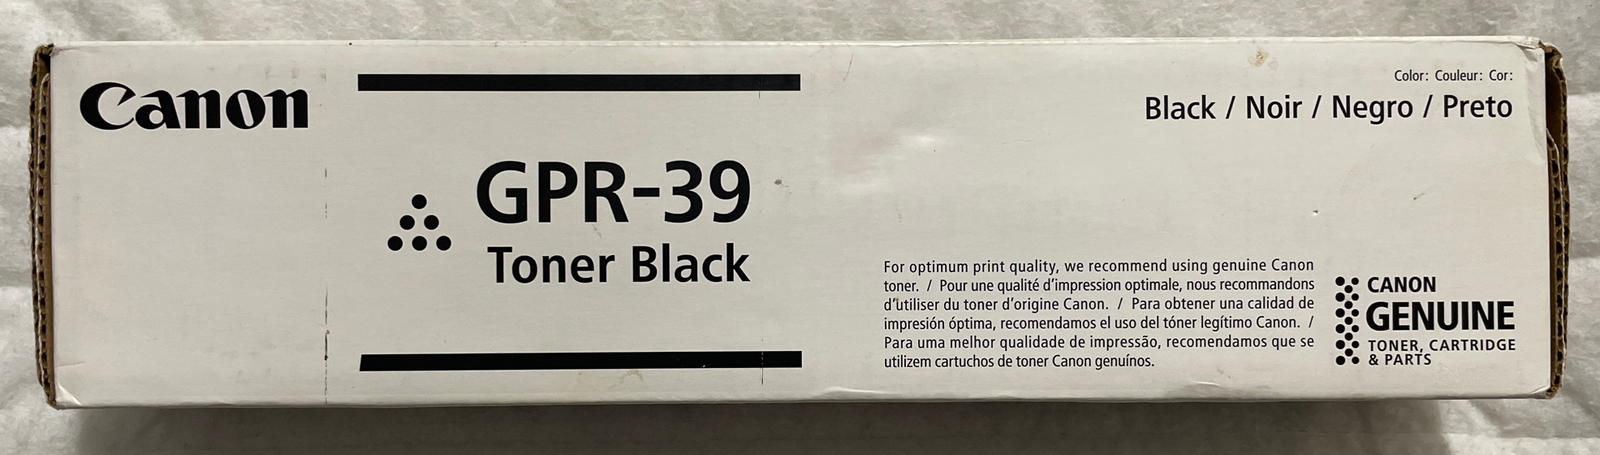 Canon
GPR-39
Toner Black
Color: Couleur: Cor:
Black / Noir / Negro / Preto
For optimum print quality, we recommend using genuine Canon
toner. / Pour une qualité d'impression optimale, nous recommandons
d'utiliser du toner d'origine Canon. / Para obtener una calidad de
impresión óptima, recomendamos el uso del tóner legítimo Canon. /
Para uma melhor qualidade de impressão, recomendamos que se
utilizem cartuchos de toner Canon genuínos.
CANON
GENUINE
TONER, CARTRIDGE
& PARTS